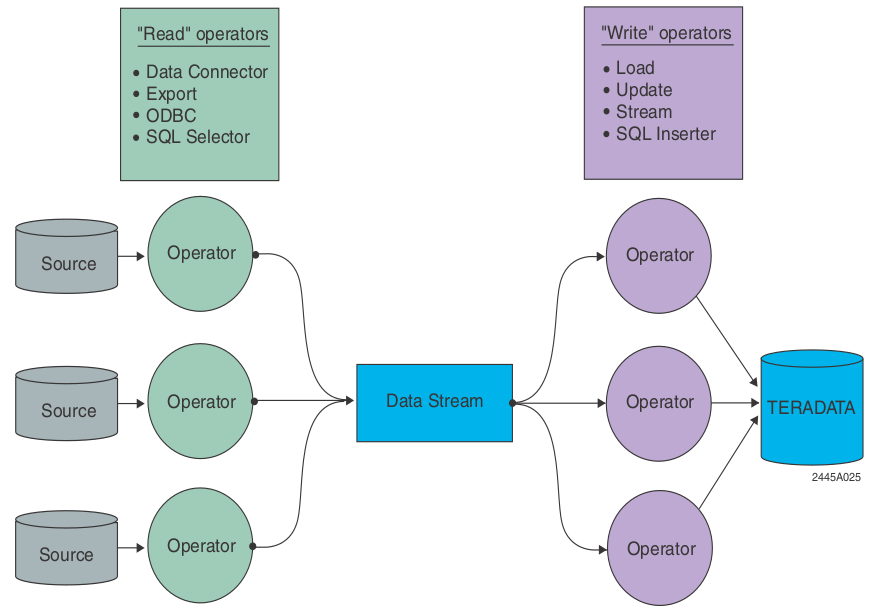 "Read" operators
• Data Connector
• Export
• ODBC
• SQL Selector
"Write" operators
• Load
• Update
• Stream
• SQL Inserter
Source
Operator
Operator
Source
Operator
Data Stream
Operator
TERADATA
2445A025
Source
Operator
Operator